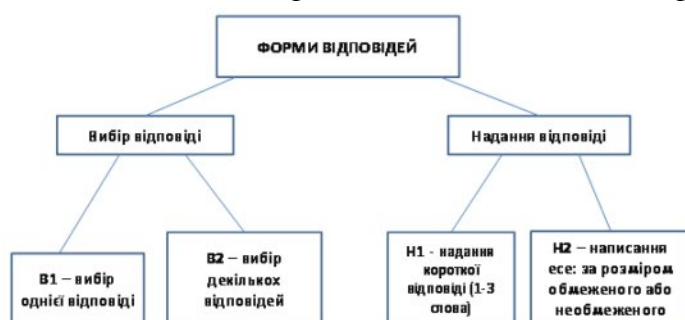 ФОРМИ ВІДПОВІДЕЙ
Вибір відповіді
Надання відповіді
В1 – вибір
однієї відповіді
В2 – вибір
декількох
відповідей
Н1 - надання
короткої
відповіді (1-3
слова)
Н2 – написання
есе: за розміром
обмеженого або
необмеженого